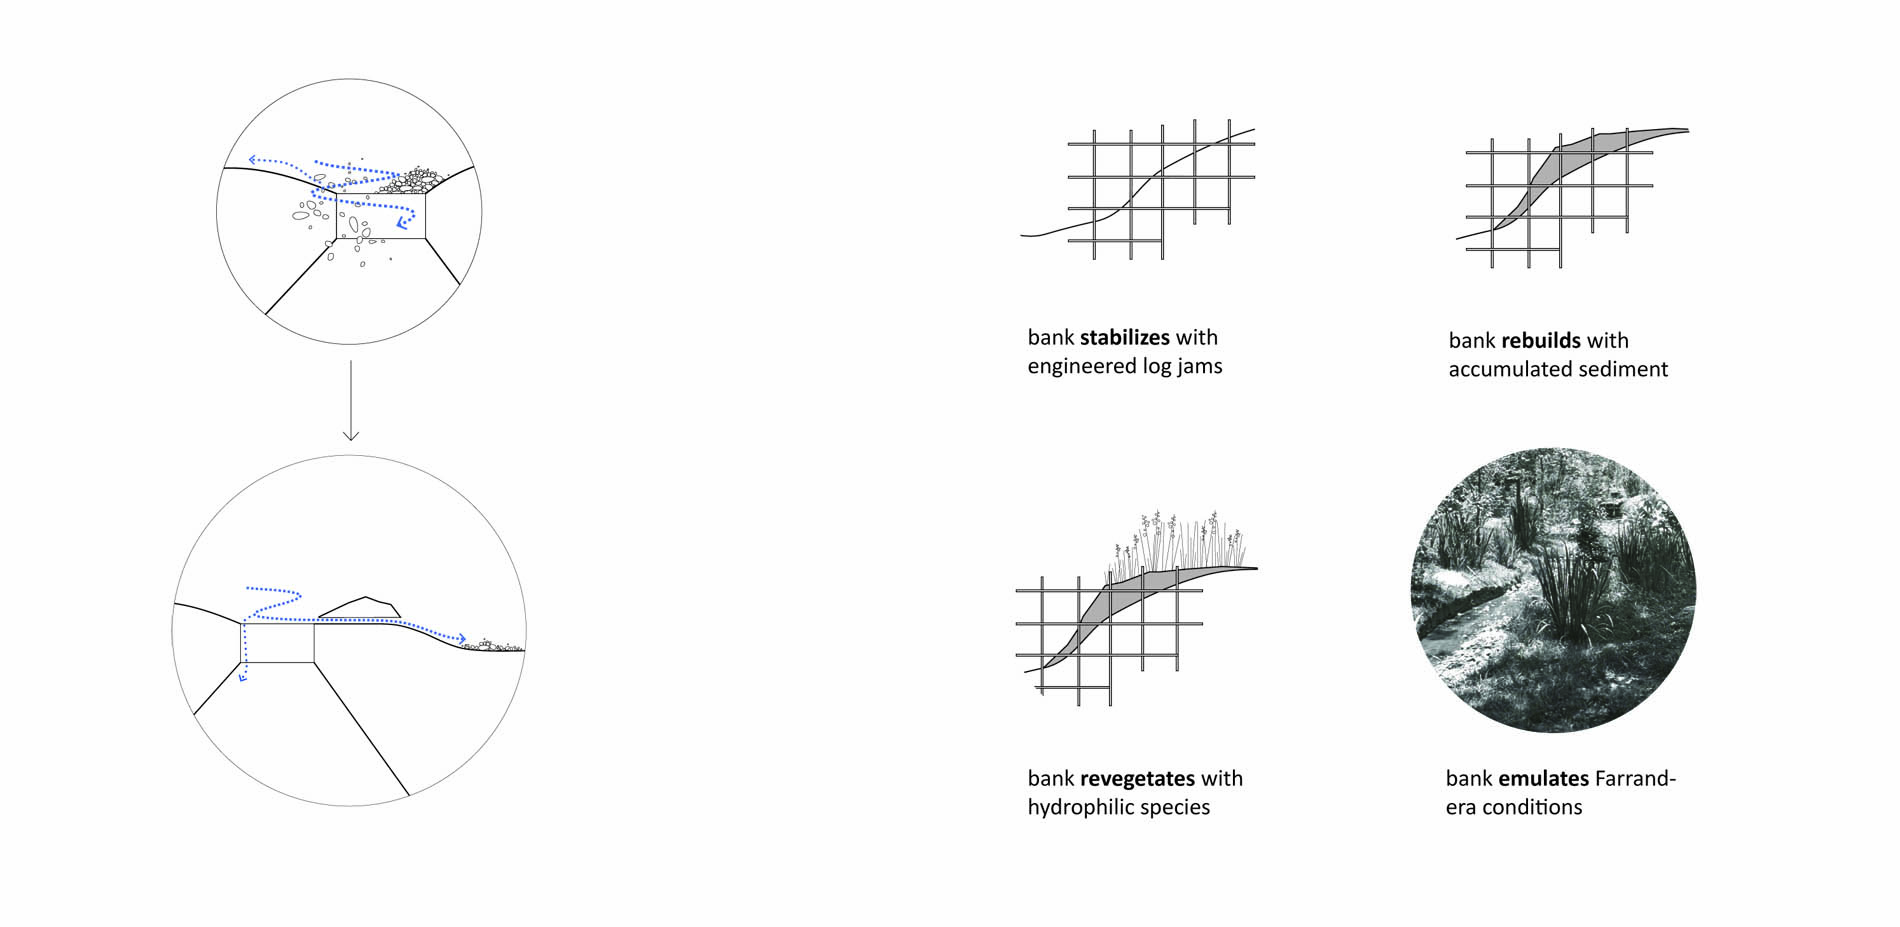 bank stabilizes with
engineered log jams
bank rebuilds with
accumulated sediment
bank revegetates with
hydrophilic species
bank emulates Farrand-
era conditions